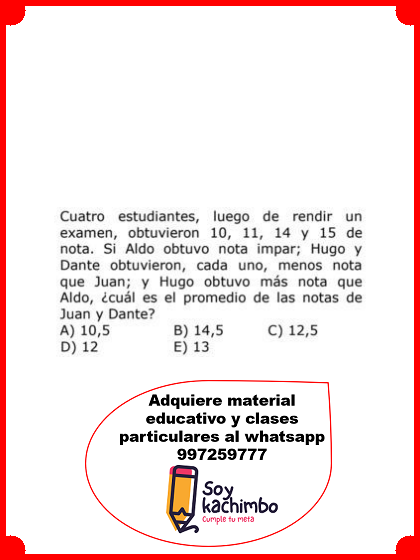 Cuatro estudiantes, luego de rendir un
examen, obtuvieron 10, 11, 14 y 15 de
nota. Si Aldo obtuvo nota impar; Hugo y
Dante obtuvieron, cada uno, menos nota
que Juan; y Hugo obtuvo más nota que
Aldo, ¿cuál es el promedio de las notas de
Juan y Dante?
A) 10,5 B) 14,5 C) 12,5
D) 12 E) 13
Adquiere material
educativo y clases
particulares al whatsapp
997259777
Soy
kachimbo
Cumple tu meta